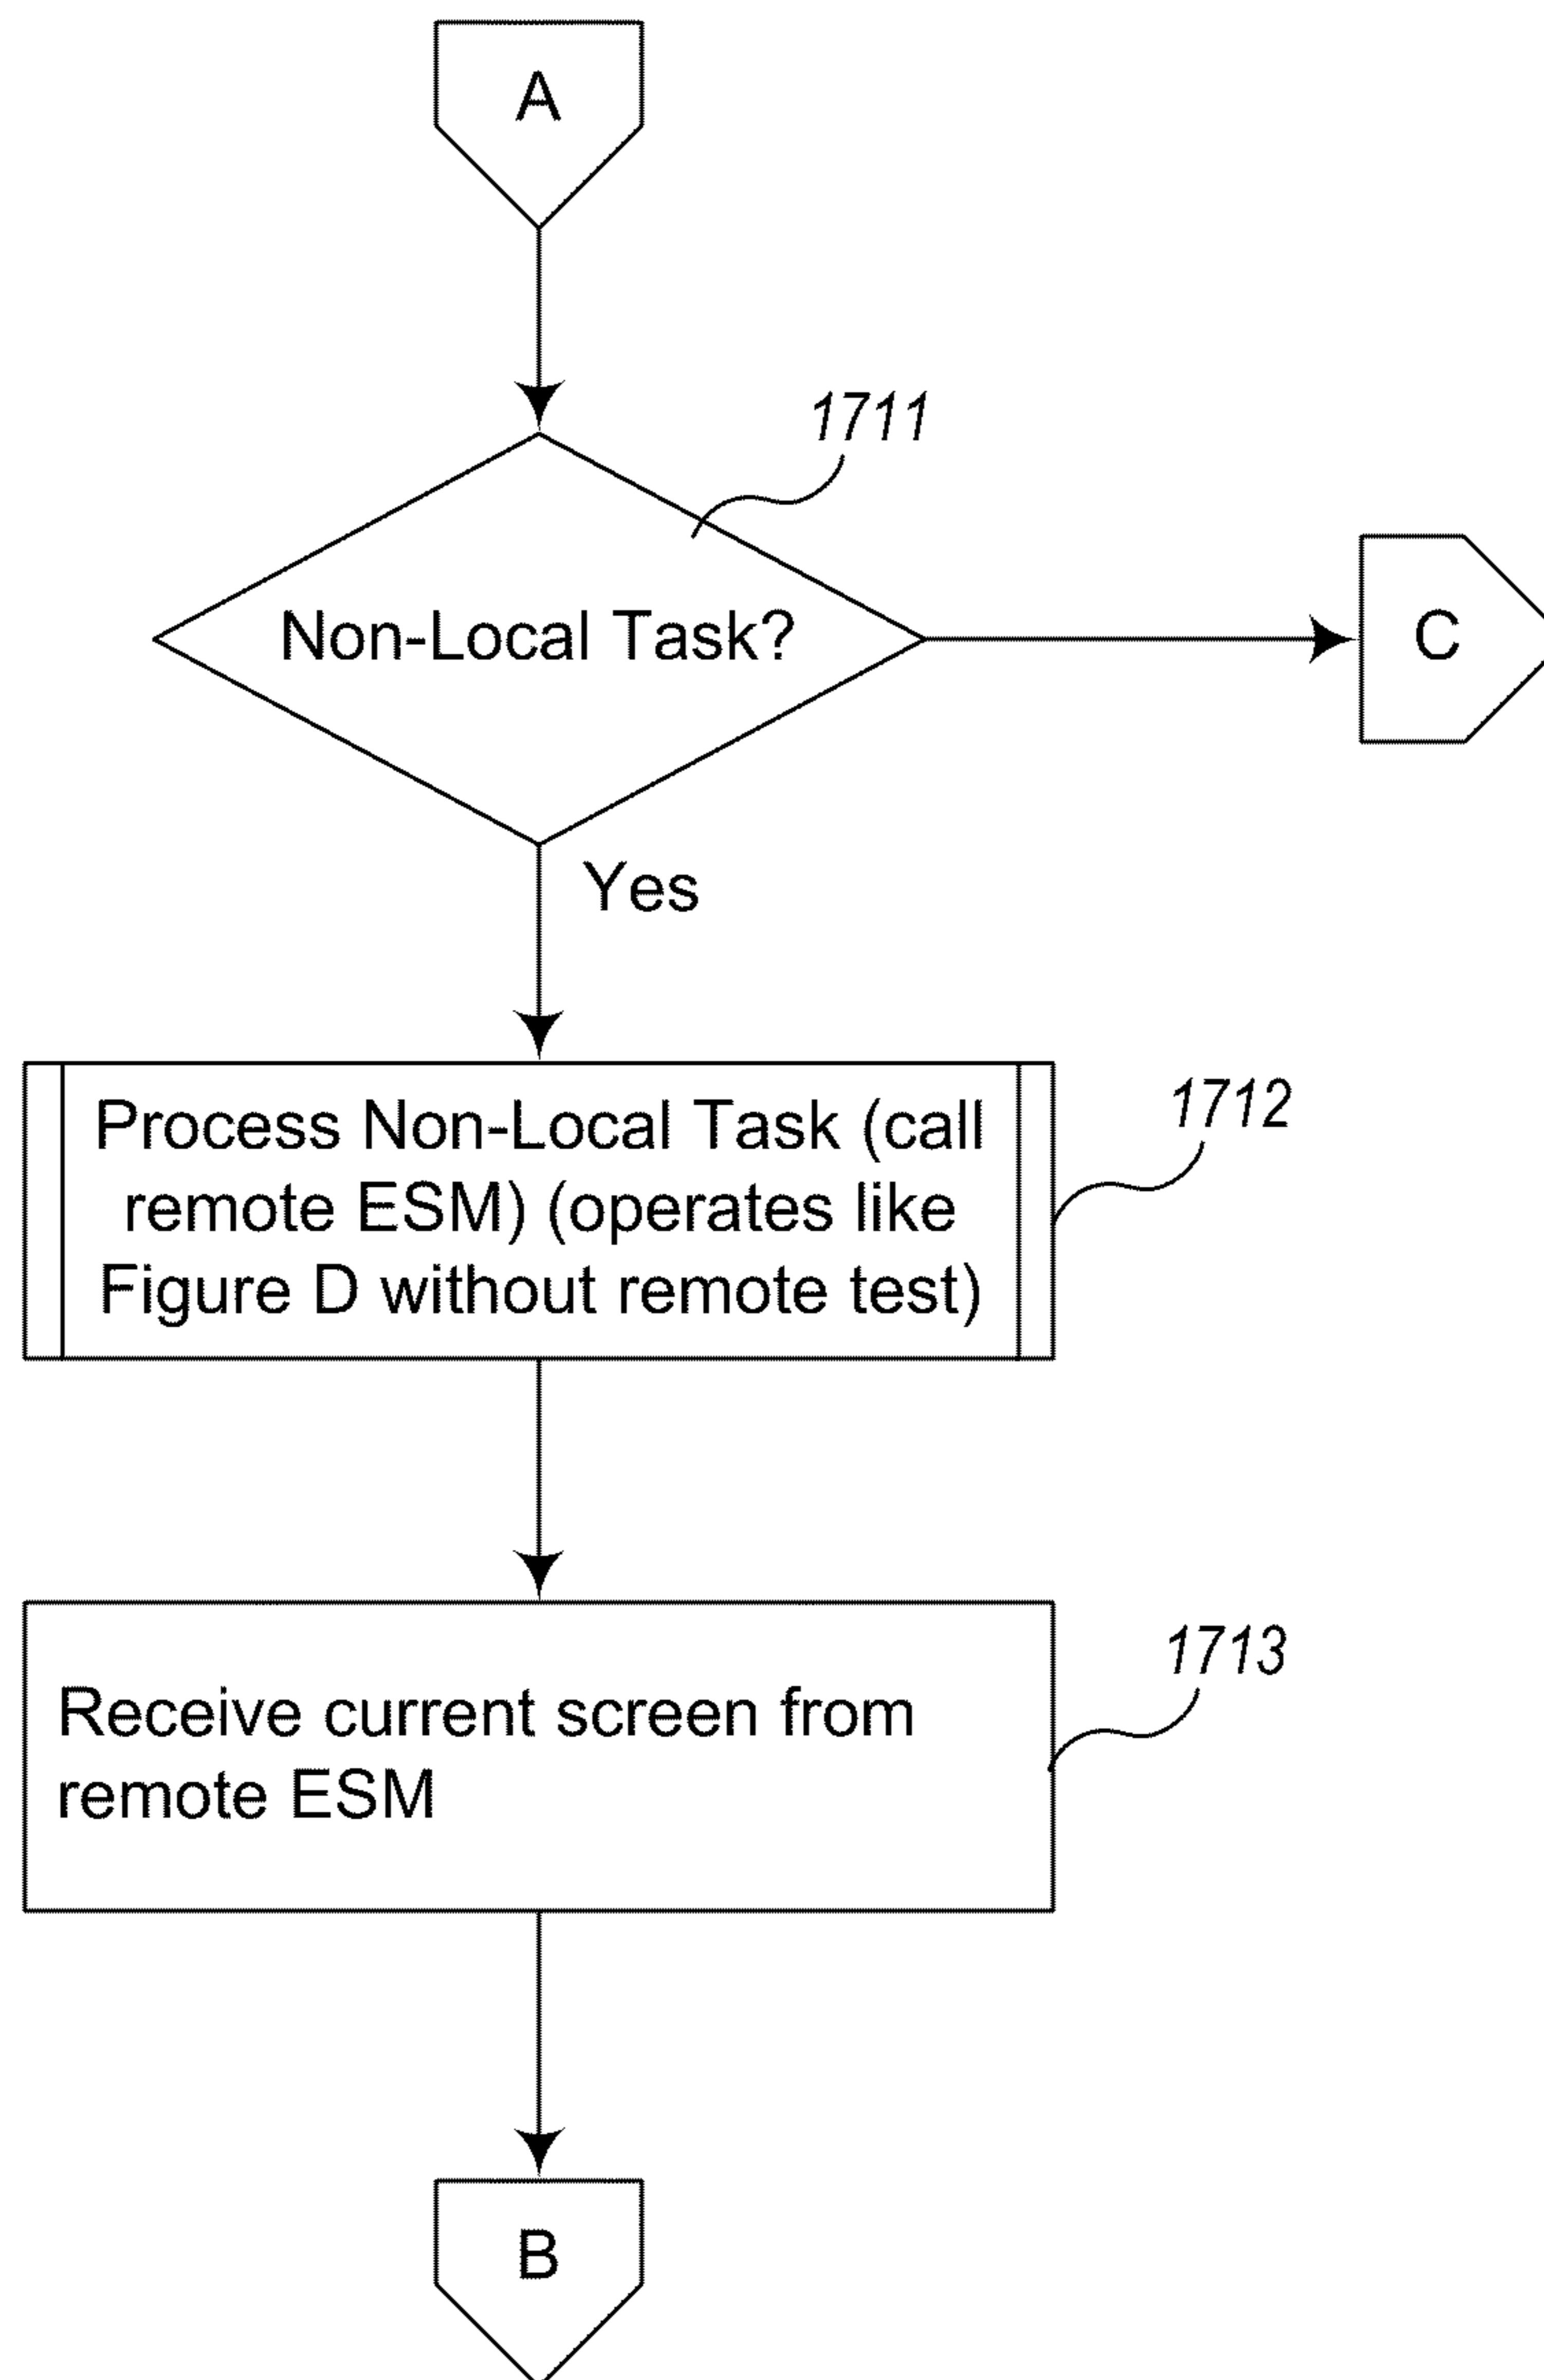 A
1711
Non-Local Task?
C
Yes
Process Non-Local Task (call
remote ESM) (operates like
Figure D without remote test)
1712
Receive current screen from
remote ESM
1713
B